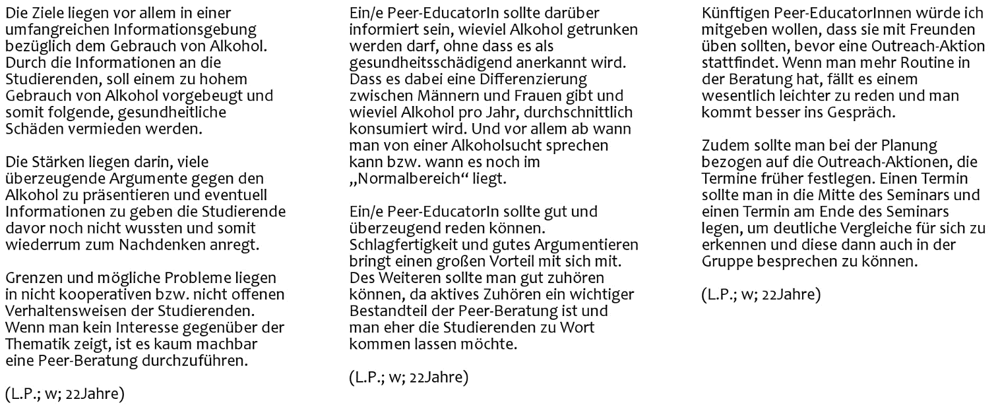 Die Ziele liegen vor allem in einer
umfangreichen Informationsgebung
bezüglich dem Gebrauch von Alkohol.
Durch die Informationen an die
Studierenden, soll einem zu hohem
Gebrauch von Alkohol vorgebeugt und
somit folgende, gesundheitliche
Schäden vermieden werden.

Die Stärken liegen darin, viele
überzeugende Argumente gegen den
Alkohol zu präsentieren und eventuell
Informationen zu geben die Studierende
davor noch nicht wussten und somit
wiederrum zum Nachdenken anregt.

Grenzen und mögliche Probleme liegen
in nicht kooperativen bzw. nicht offenen
Verhaltensweisen der Studierenden.
Wenn man kein Interesse gegenüber der
Thematik zeigt, ist es kaum machbar
eine Peer-Beratung durchzuführen.

(L.P.; w; 22Jahre)

Ein/e Peer-EducatorIn sollte darüber
informiert sein, wieviel Alkohol getrunken
werden darf, ohne dass es als
gesundheitsschädigend anerkannt wird.
Dass es dabei eine Differenzierung
zwischen Männern und Frauen gibt und
wieviel Alkohol pro Jahr, durchschnittlich
konsumiert wird. Und vor allem ab wann
man von einer Alkoholsucht sprechen
kann bzw. wann es noch im
„Normalbereich“ liegt.

Ein/e Peer-EducatorIn sollte gut und
überzeugend reden können.
Schlagfertigkeit und gutes Argumentieren
bringt einen großen Vorteil mit sich mit.
Des Weiteren sollte man gut zuhören
können, da aktives Zuhören ein wichtiger
Bestandteil der Peer-Beratung ist und
man eher die Studierenden zu Wort
kommen lassen möchte.

(L.P.; w; 22Jahre)

Künftigen Peer-EducatorInnen würde ich
mitgeben wollen, dass sie mit Freunden
üben sollten, bevor eine Outreach-Aktion
stattfindet. Wenn man mehr Routine in
der Beratung hat, fällt es einem
wesentlich leichter zu reden und man
kommt besser ins Gespräch.

Zudem sollte man bei der Planung
bezogen auf die Outreach-Aktionen, die
Termine früher festlegen. Einen Termin
sollte man in die Mitte des Seminars und
einen Termin am Ende des Seminars
legen, um deutliche Vergleiche für sich zu
erkennen und diese dann auch in der
Gruppe besprechen zu können.

(L.P.; w; 22Jahre)